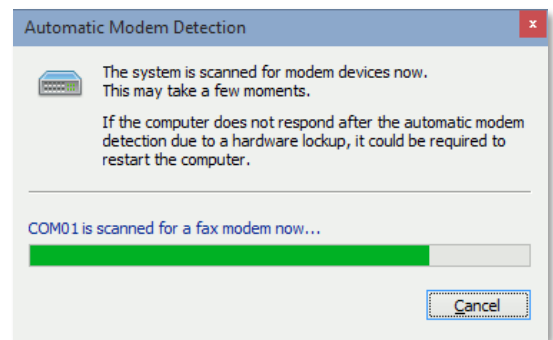 Automatic Modem Detection
x
The system is scanned for modem devices now.
This may take a few moments.
If the computer does not respond after the automatic modem
detection due to a hardware lockup, it could be required to
restart the computer.
COM01 is scanned for a fax modem now...
Cancel